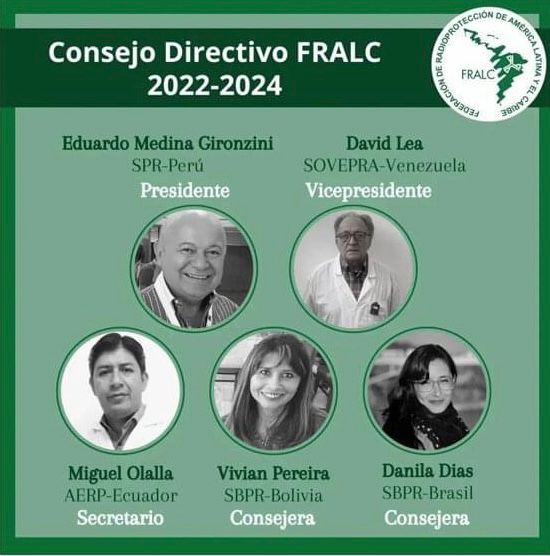 Consejo Directivo FRALC
2022-2024
FEDERACIÓN DE RADIOPROTECCIÓN DE AMÉRICA LATINA Y EL CARIBE
FRALC
Eduardo Medina Gironzini
SPR-Perú
Presidente
David Lea
SOVEPRA-Venezuela
Vicepresidente
Miguel Olalla
AERP-Ecuador
Secretario
Vivian Pereira
SBPR-Bolivia
Consejera
Danila Dias
SBPR-Brasil
Consejera